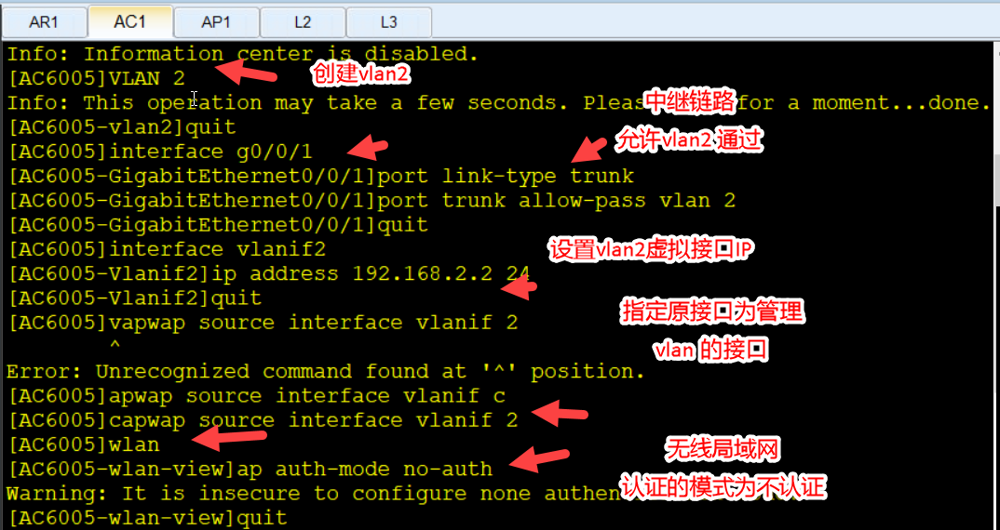 AR1 AC1 AP1 L2 L3
Info: Information center is disabled.
[AC6005]VLAN 2
创建vlan2
Info: This operation may take a few seconds. Pleas for a moment...done.
中继链路
[AC6005-vlan2]quit
[AC6005]interface g0/0/1
允许vlan2 通过
[AC6005-GigabitEthernet0/0/1]port link-type trunk
[AC6005-GigabitEthernet0/0/1]port trunk allow-pass vlan 2
[AC6005-GigabitEthernet0/0/1]quit
[AC6005]interface vlanif2
设置vlan2虚拟接口IP
[AC6005-Vlanif2]ip address 192.168.2.2 24
[AC6005-Vlanif2]quit
指定原接口为管理
[AC6005]vapwap source interface vlanif 2
^
vlan 的接口
Error: Unrecognized command found at '^' position.
[AC6005]apwap source interface vlanif c
[AC6005]capwap source interface vlanif 2
[AC6005]wlan
无线局域网
[AC6005-wlan-view]ap auth-mode no-auth
认证的模式为不认证
Warning: It is insecure to configure none authen
[AC6005-wlan-view]quit